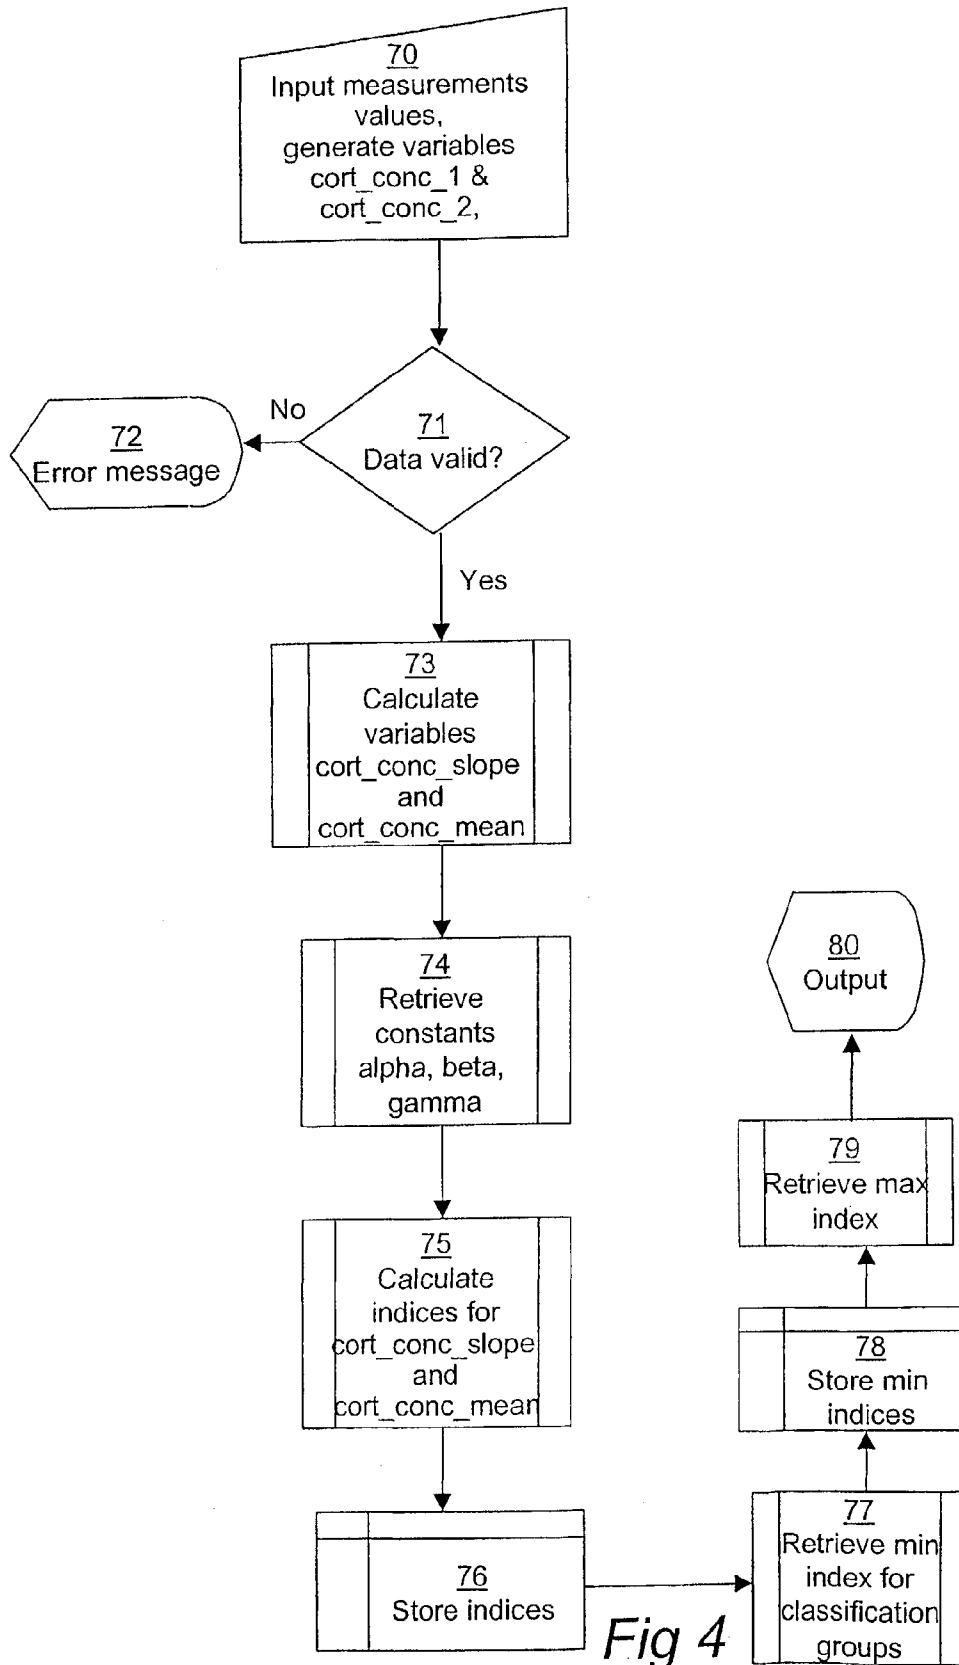 70
Input measurements
values,
generate variables
cort_conc_1 &
cort_conc_2,
No
71
Data valid?
72
Error message
Yes
73
Calculate
variables
cort_conc_slope
and
cort_conc_mean
74
Retrieve
constants
alpha, beta,
gamma
75
Calculate
indices for
cort_conc_slope
and
cort_conc_mean
76
Store indices
77
Retrieve min
index for
classification
groups
78
Store min
indices
79
Retrieve max
index
80
Output
Fig 4